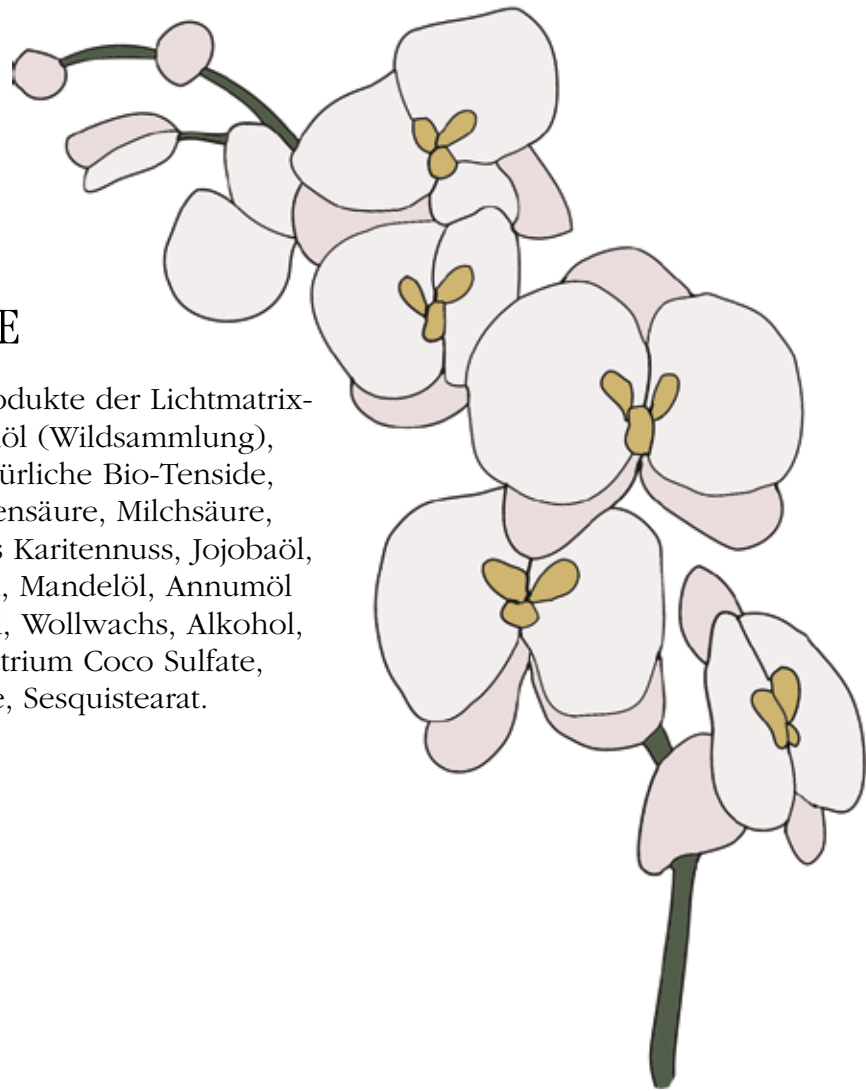 E
odukte der Lichtmatrix-
öl (Wildsammlung),
ürliche Bio-Tenside,
ensäure, Milchsäure,
s Karitennuss, Jojobaöl,
, Mandelöl, Annumöl
, Wollwachs, Alkohol,
trium Coco Sulfate,
e, Sesquistearat.